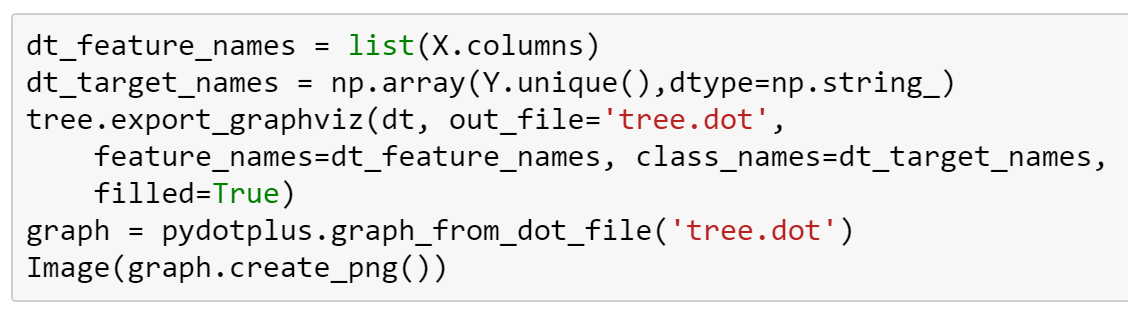 dt_feature_names = list(X.columns)
dt_target_names = np.array(Y.unique(),dtype=np.string_)
tree.export_graphviz(dt, out_file='tree.dot',
    feature_names=dt_feature_names, class_names=dt_target_names,
    filled=True)
graph = pydotplus.graph_from_dot_file('tree.dot')
Image(graph.create_png())